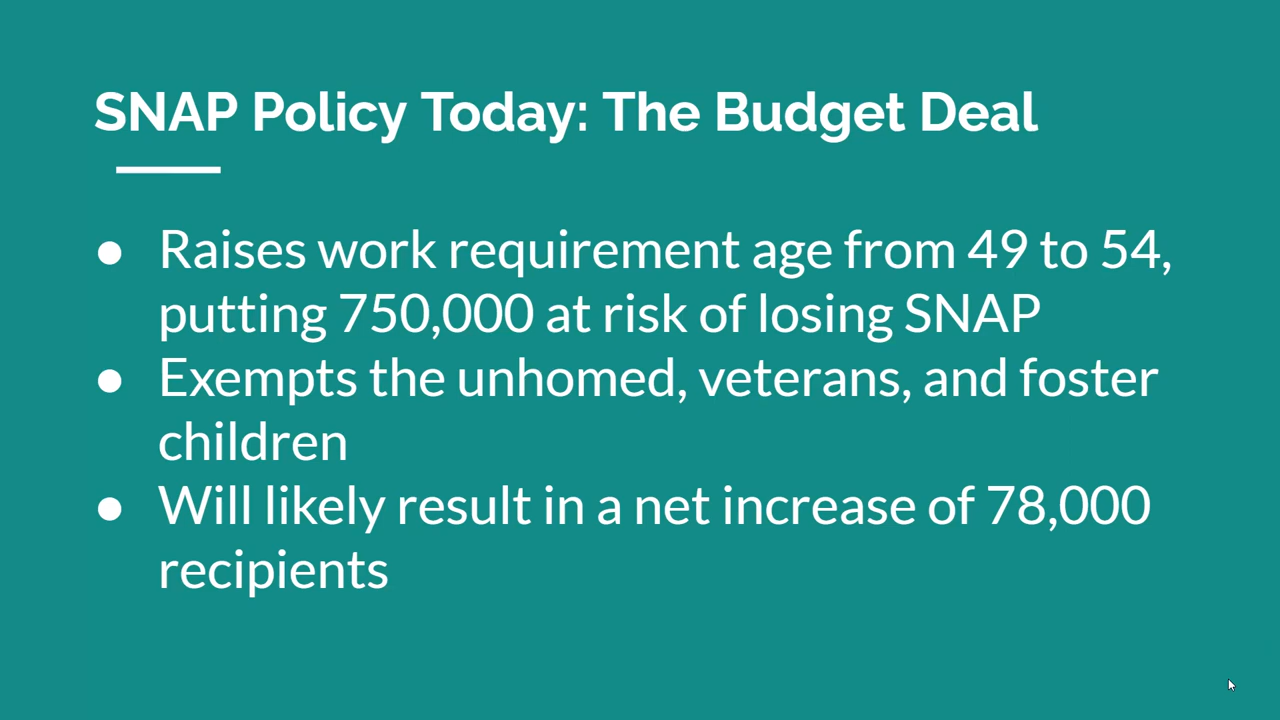 SNAP Policy Today: The Budget Deal
● Raises work requirement age from 49 to 54,
putting 750,000 at risk of losing SNAP
● Exempts the unhomed, veterans, and foster
children
● Will likely result in a net increase of 78,000
recipients